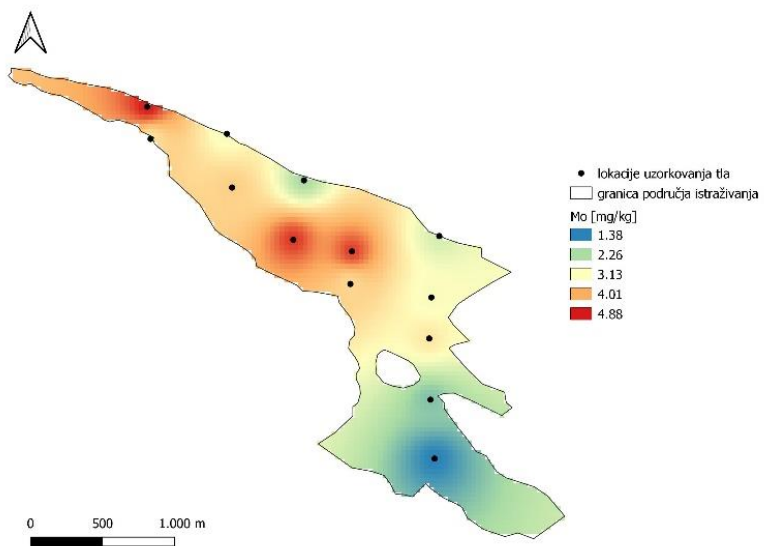 lokacije uzorkovanja tla
granica područja istraživanja
Mo [mg/kg]
1.38
2.26
3.13
4.01
4.88
0 500 1.000 m